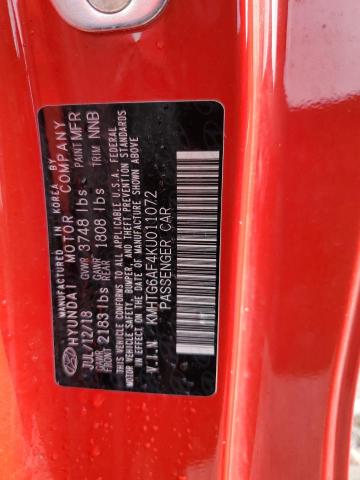 MANUFACTURED IN KOREA BY
HYUNDAI MOTOR COMPANY
JUL/12/18 GVWR 3748 lbs PAINT MFR
GAWR FRONT 2183 lbs GAWR REAR 1808 lbs TRIM NNB
THIS VEHICLE CONFORMS TO ALL APPLICABLE U.S.A. FEDERAL
MOTOR VEHICLE SAFETY, BUMPER, AND THEFT PREVENTION STANDARDS
IN EFFECT ON THE DATE OF MANUFACTURE SHOWN ABOVE
V.I.N. KMHTG6AF4KU011072
PASSENGER CAR